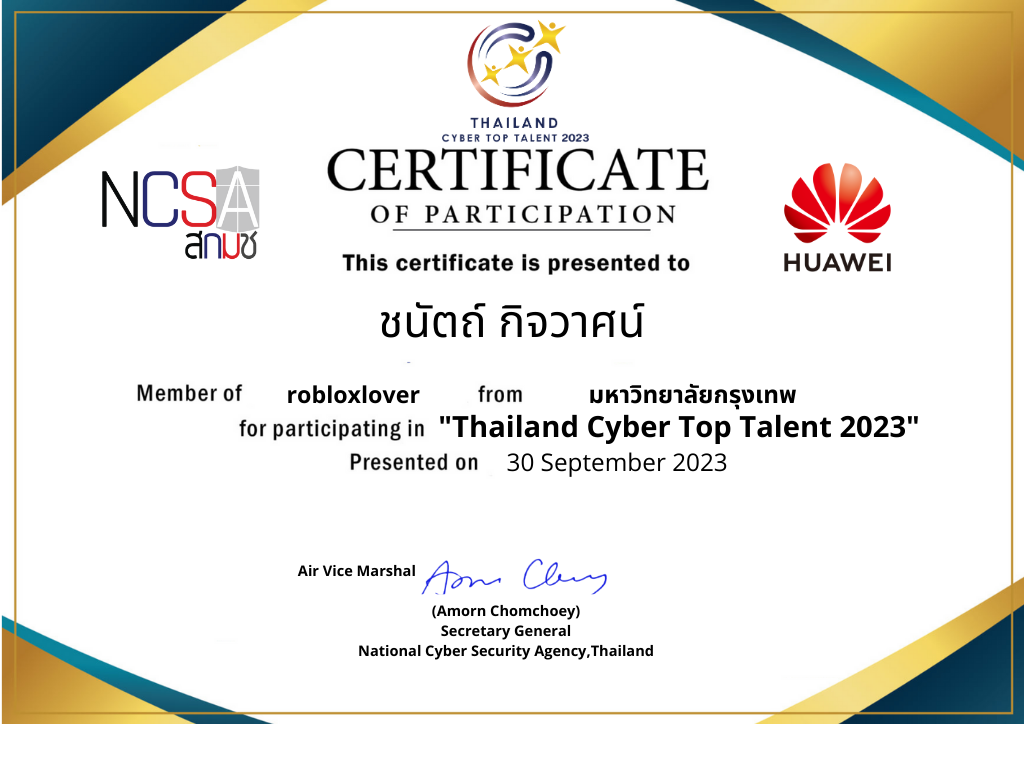 THAILAND
CYBER TOP TALENT 2023
CERTIFICATE
OF PARTICIPATION
NCSA
สกมช
HUAWEI
This certificate is presented to
ชนัตถ์ กิจวาศน์
Member of robloxlover from มหาวิทยาลัยกรุงเทพ
for participating in "Thailand Cyber Top Talent 2023"
Presented on 30 September 2023
Air Vice Marshal
(Amorn Chomchoey)
Secretary General
National Cyber Security Agency,Thailand